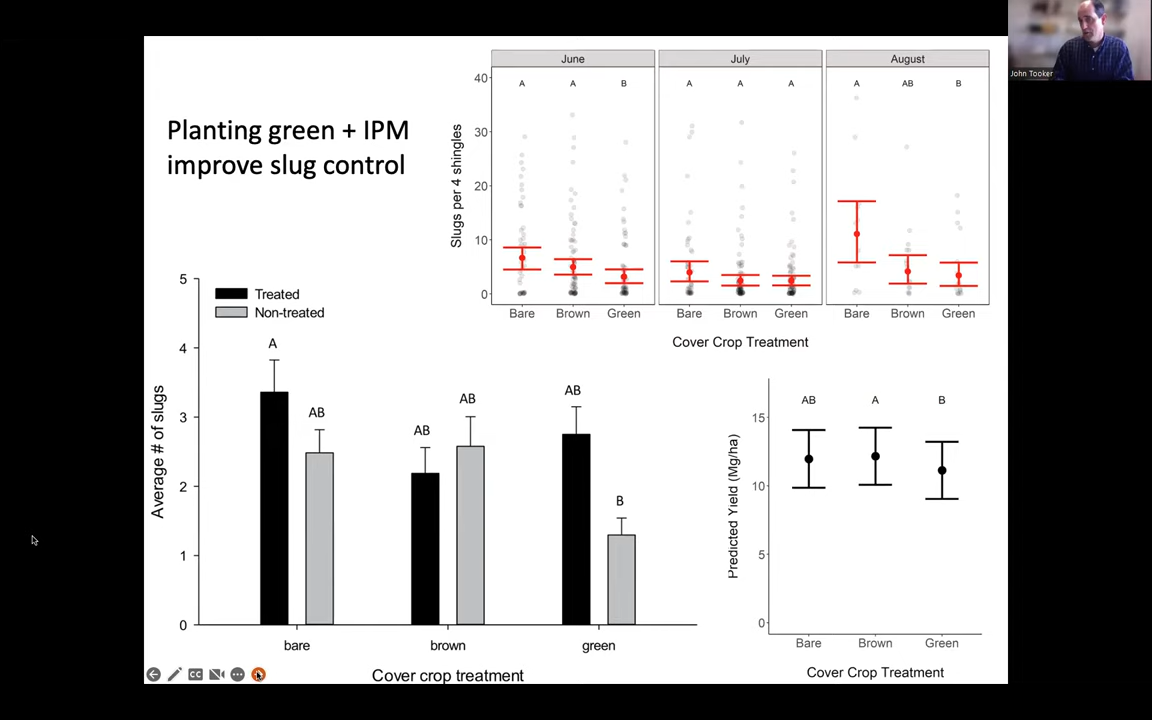 John Tooker
Planting green + IPM
improve slug control
June
July
August
Slugs per 4 shingles
40
30
20
10
0
A
A
B
A
A
A
A
AB
B
Bare
Brown
Green
Bare
Brown
Green
Bare
Brown
Green
Cover Crop Treatment
Average # of slugs
5
4
3
2
1
0
Treated
Non-treated
A
AB
AB
AB
AB
B
bare
brown
green
Cover crop treatment
Predicted Yield (Mg/ha)
15
10
5
0
AB
A
B
Bare
Brown
Green
Cover Crop Treatment
CC